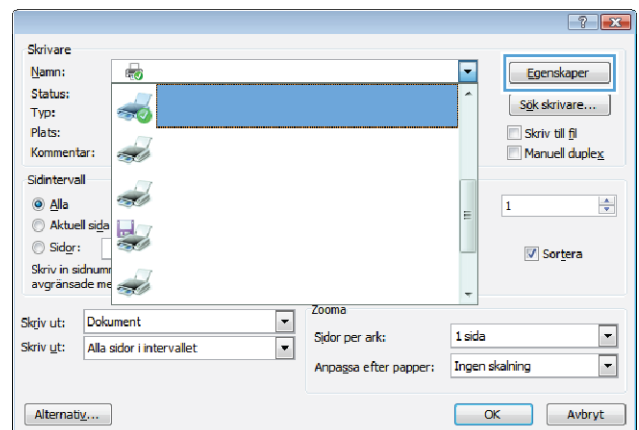 Skrivare
Namn:
Egenskaper
Status:
Sök skrivare...
Typ:
Plats:
Skriv till fil
Kommentar:
Manuell duplex
Sidintervall
Alla
1
Aktuell sida
Sidor:
Sortera
Skriv in sidnumr
avgränsade me
Zooma
Skriv ut: Dokument
Sidor per ark: 1 sida
Skriv ut: Alla sidor i intervallet
Anpassa efter papper: Ingen skalning
Alternativ...
OK
Avbryt